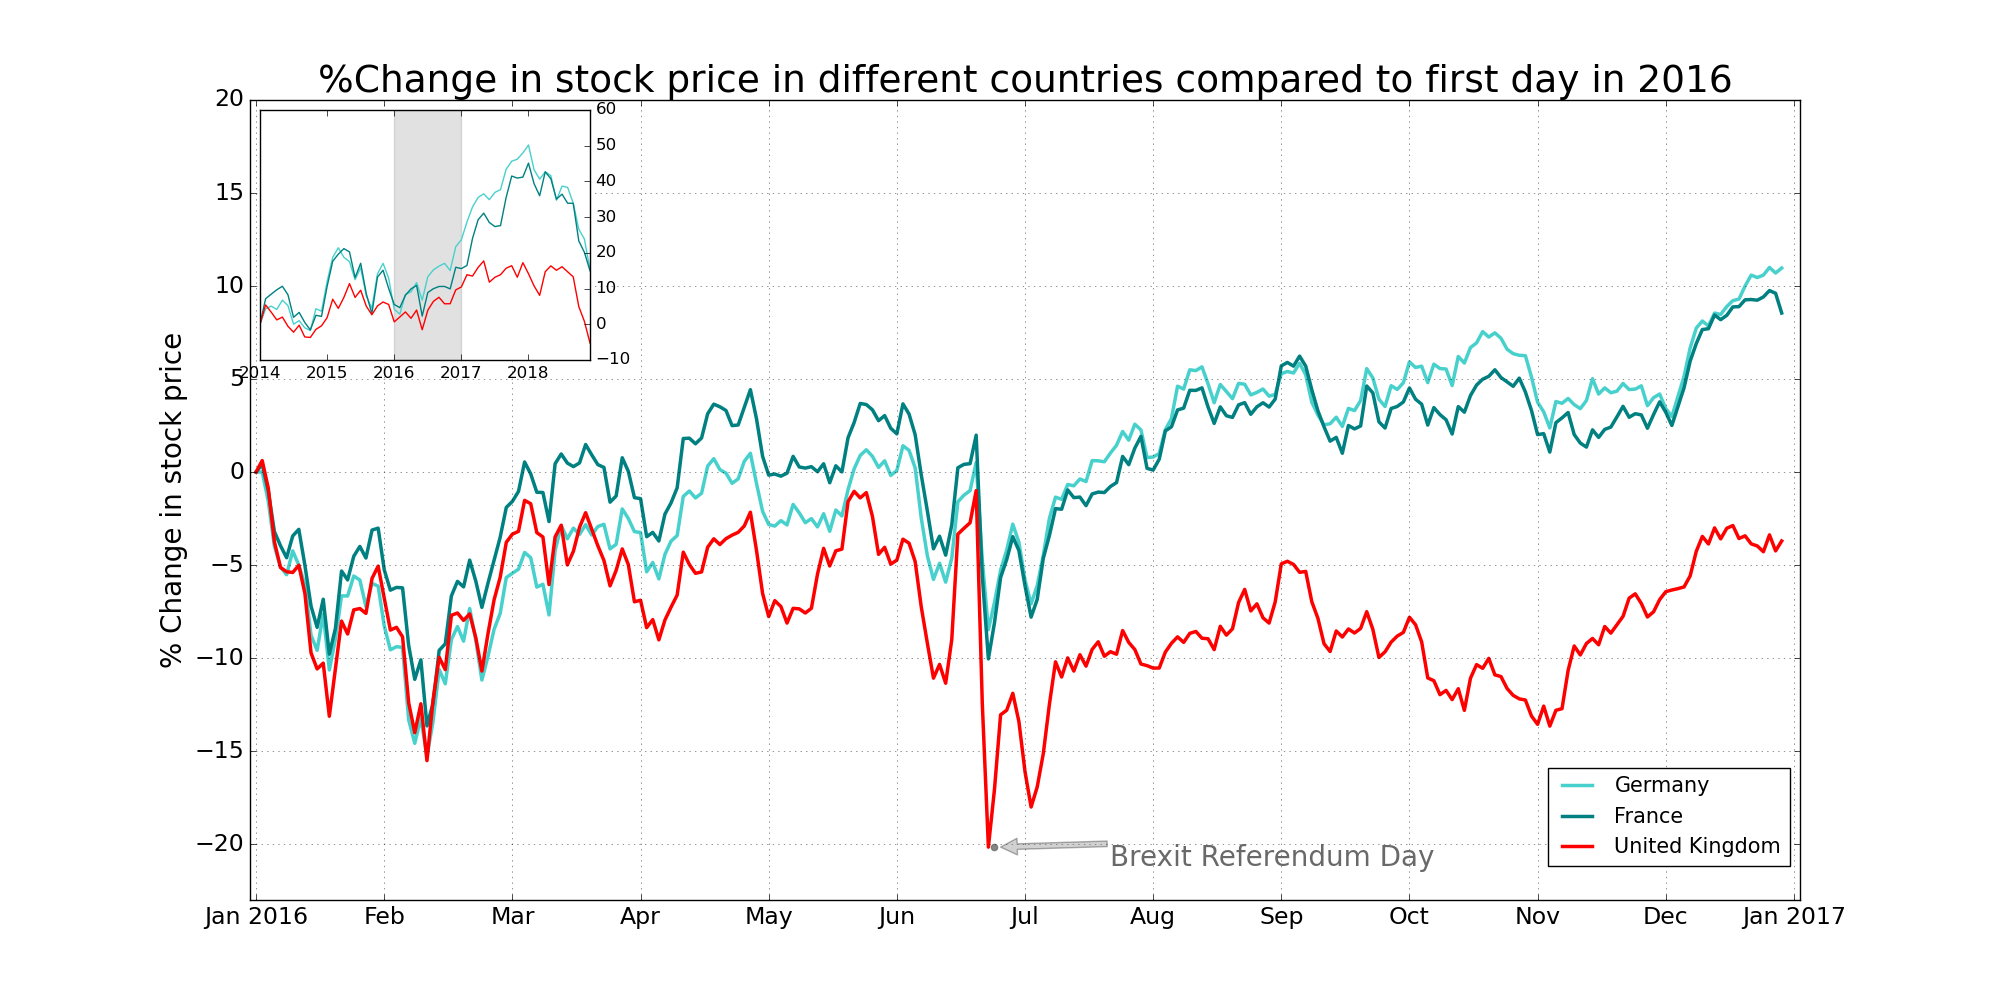 %Change in stock price in different countries compared to first day in 2016
% Change in stock price
20
15
10
5
0
−5
−10
−15
−20
60
50
40
30
20
10
0
−10
2014 2015 2016 2017 2018
Germany
France
United Kingdom
Brexit Referendum Day
Jan 2016 Feb Mar Apr May Jun Jul Aug Sep Oct Nov Dec Jan 2017